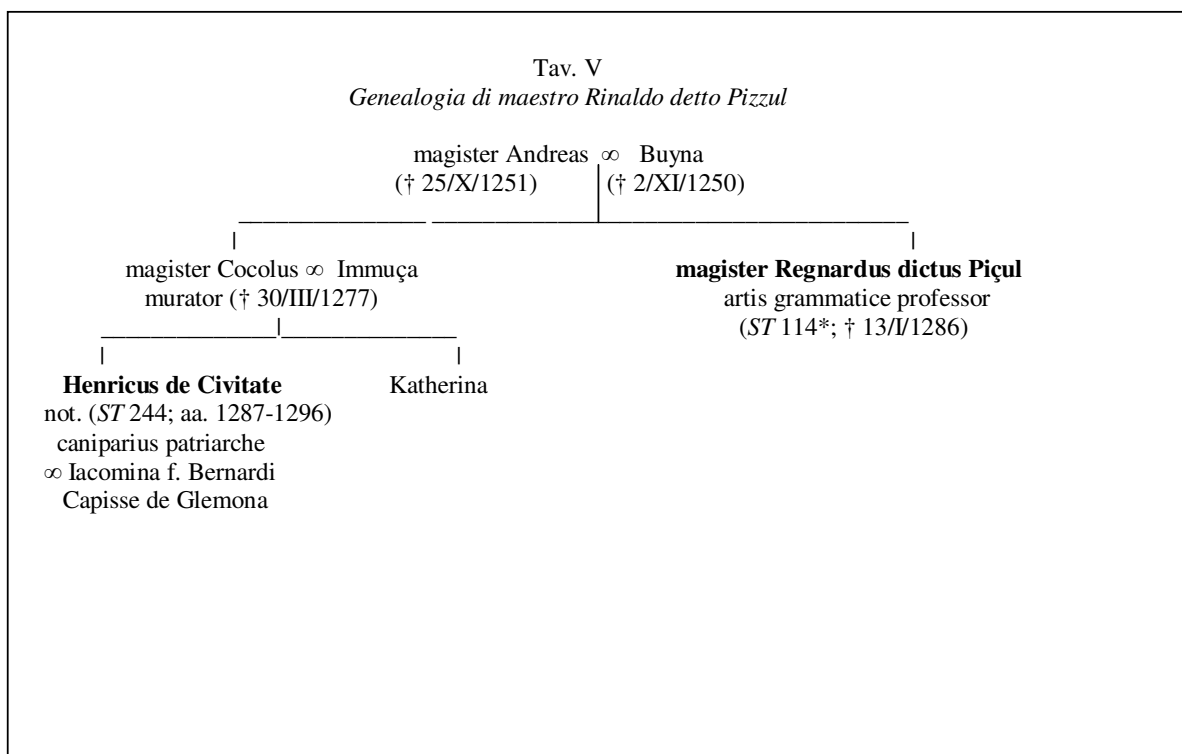 Tav. V
Genealogia di maestro Rinaldo detto Pizzul
magister Andreas ∞ Buyna
(† 25/X/1251) († 2/XI/1250)
magister Cocolus ∞ Immuça
murator († 30/III/1277)
magister Regnardus dictus Piçul
artis grammatice professor
(ST 114*; † 13/I/1286)
Henricus de Civitate
not. (ST 244; aa. 1287-1296)
caniparius patriarche
∞ Iacomina f. Bernardi
Capisse de Glemona
Katherina